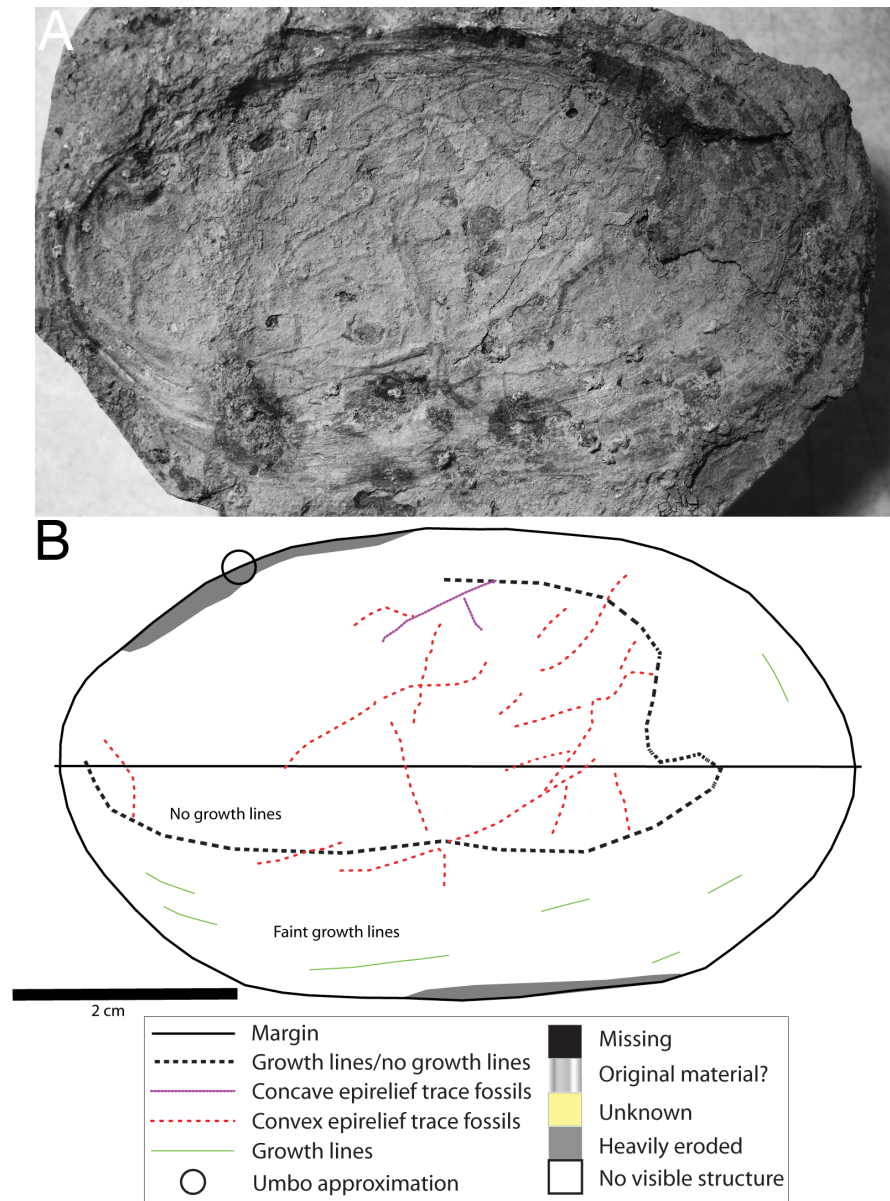 A
B
No growth lines
Faint growth lines
2 cm
Margin
Growth lines/no growth lines
Concave epirelief trace fossils
Convex epirelief trace fossils
Growth lines
Umbo approximation
Missing
Original material?
Unknown
Heavily eroded
No visible structure